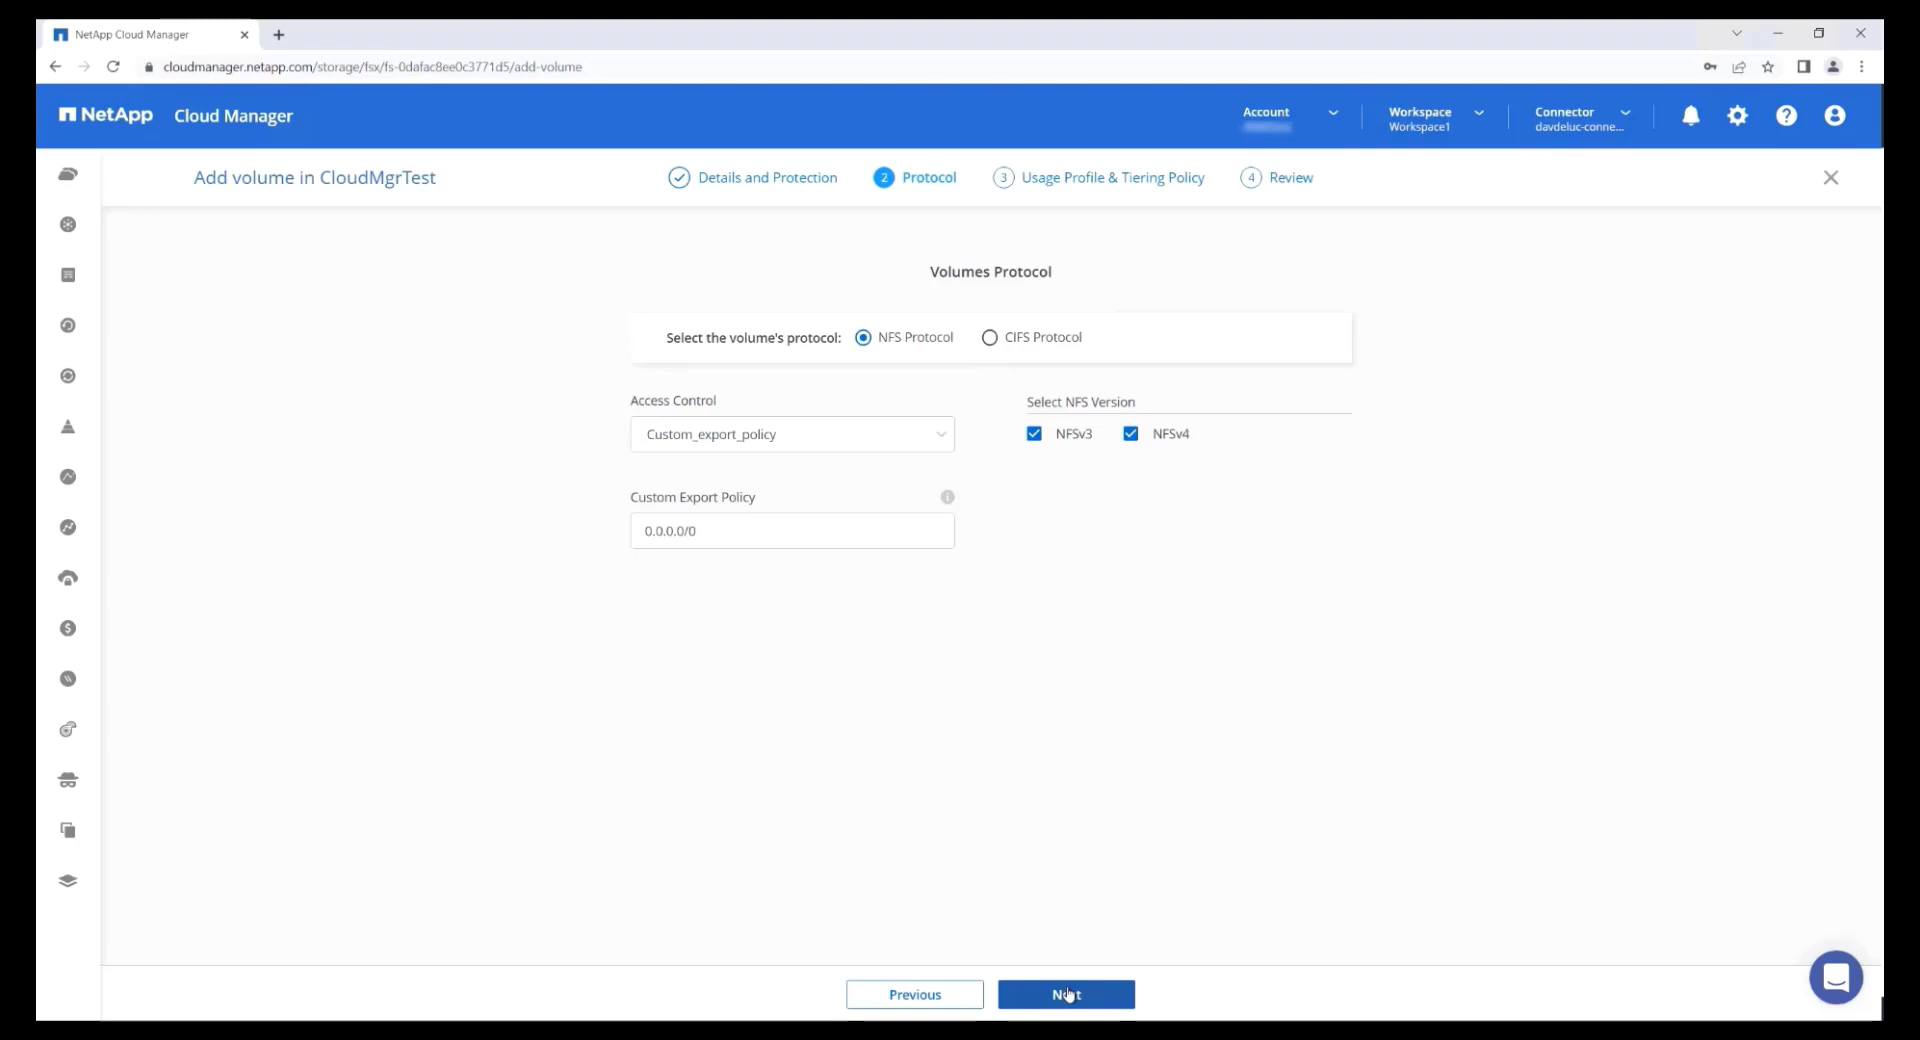 NetApp Cloud Manager
cloudmanager.netapp.com/storage/fsx/fs-0dafac8ee0c3771d5/add-volume
NetApp Cloud Manager
Account
Workspace
Workspace1
Connector
davdeluc-conne...
Add volume in CloudMgrTest
Details and Protection
2 Protocol
3 Usage Profile & Tiering Policy
4 Review
Volumes Protocol
Select the volume's protocol: NFS Protocol CIFS Protocol
Access Control
Select NFS Version
Custom_export_policy
NFSv3 NFSv4
Custom Export Policy
0.0.0.0/0
Previous
Next